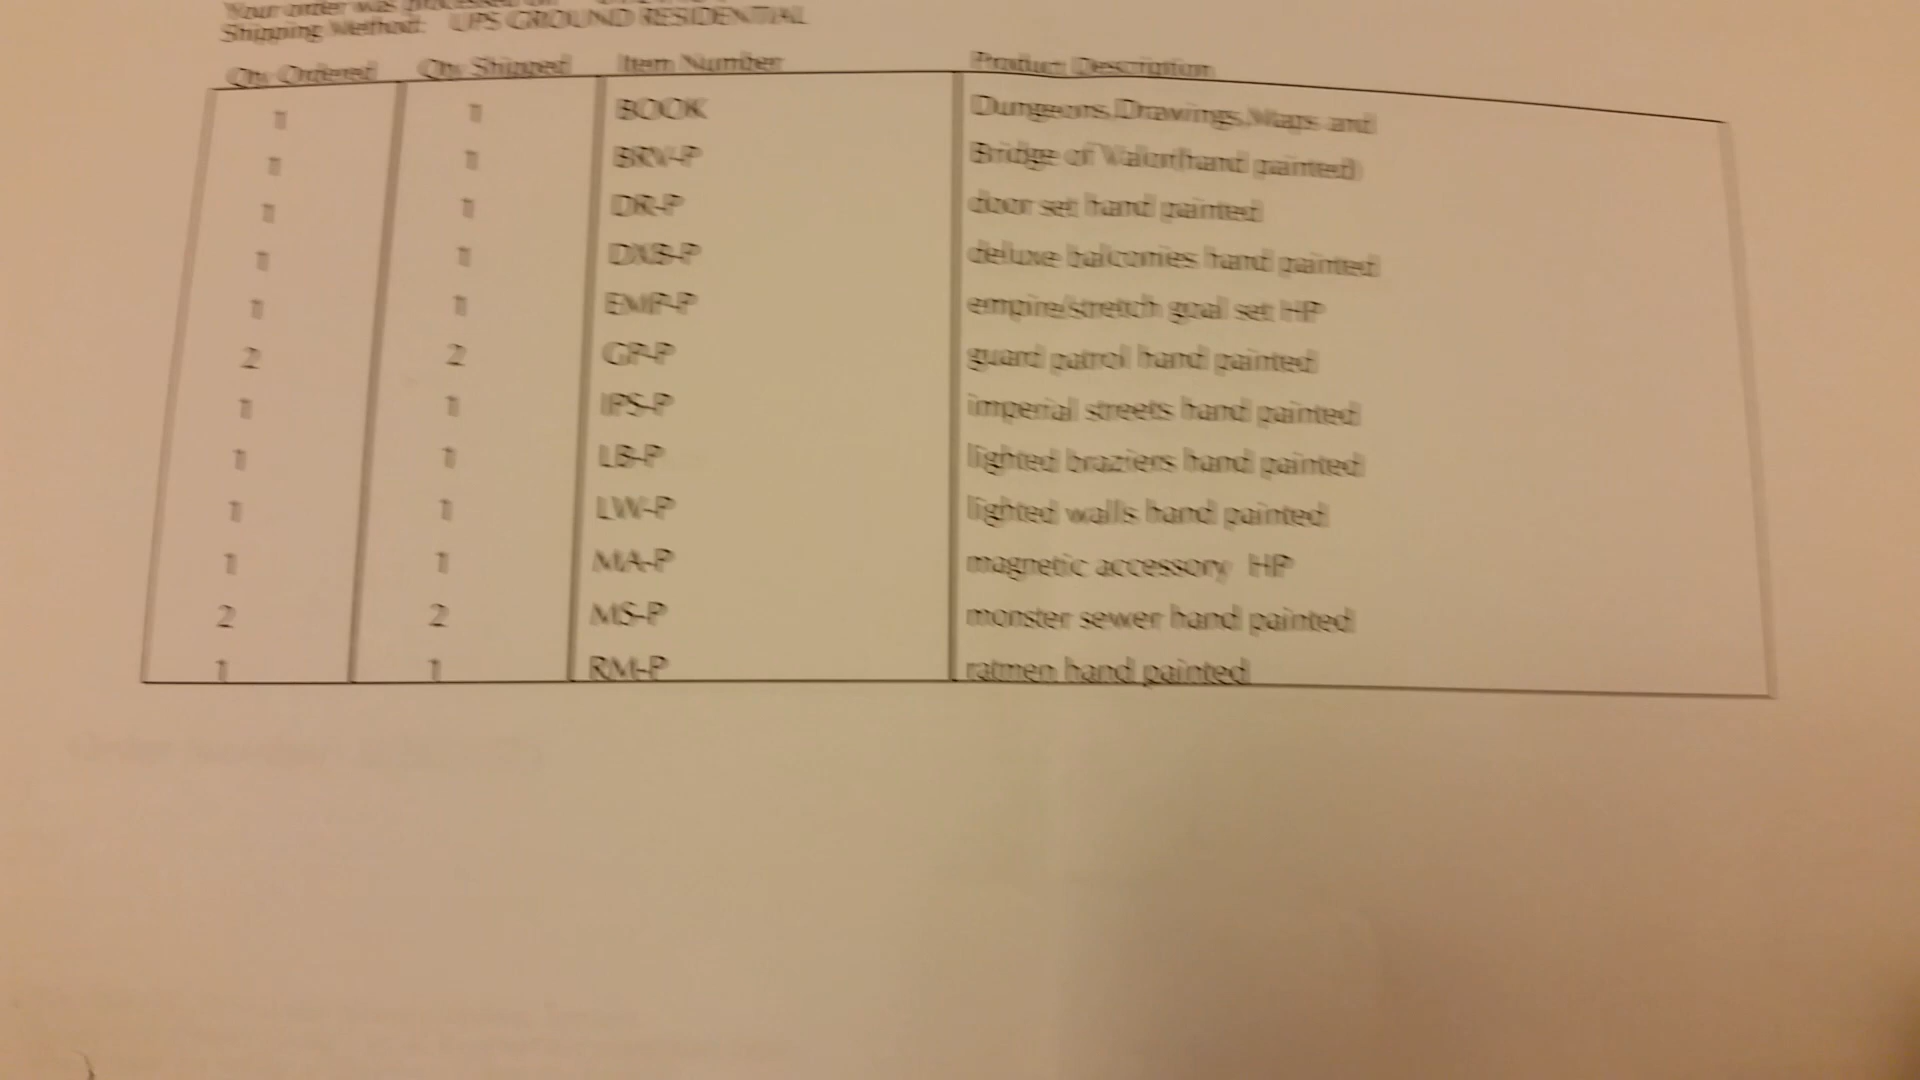 Your order was processed on
Shipping Method: UPS GROUND RESIDENTIAL
Qty Ordered Qty Shipped Item Number Product Description
1 1 BOOK Dungeons,Drawings,Maps and
1 1 BRV-P Bridge of Valor(hand painted)
1 1 DR-P door set hand painted
1 1 DXB-P deluxe balconies hand painted
1 1 EMP-P empire/stretch goal set HP
2 2 GP-P guard patrol hand painted
1 1 IPS-P imperial streets hand painted
1 1 LB-P lighted braziers hand painted
1 1 LW-P lighted walls hand painted
1 1 MA-P magnetic accessory HP
2 2 MS-P monster sewer hand painted
1 1 RM-P ratmen hand painted